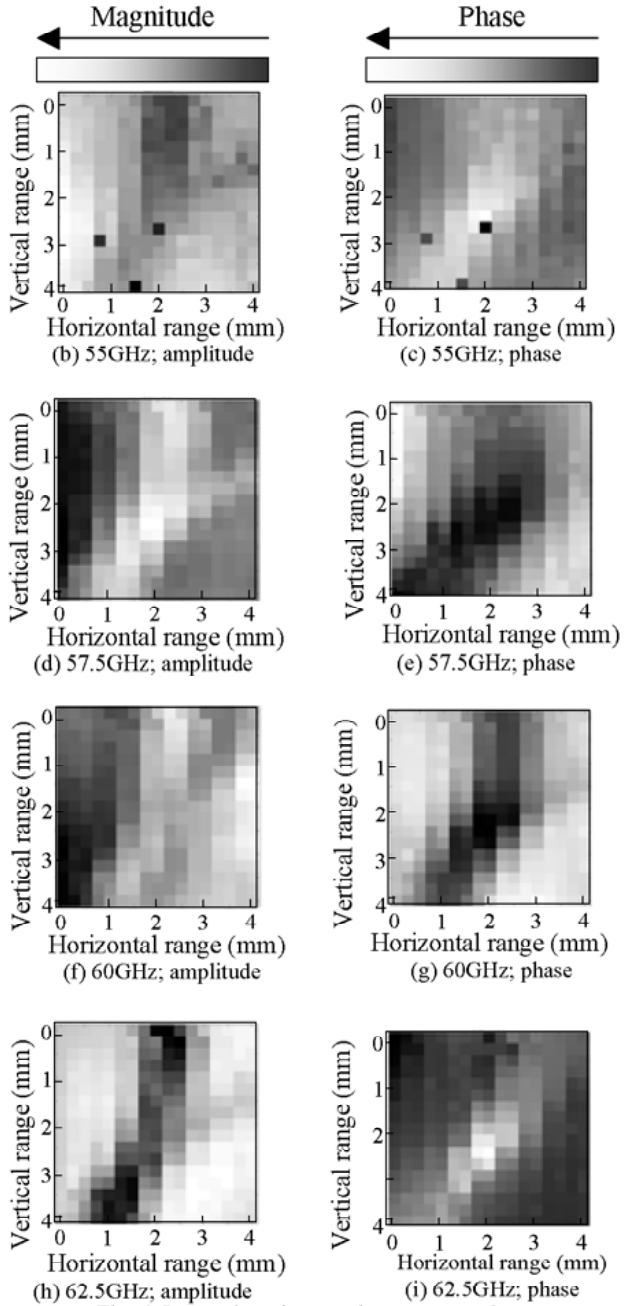 Magnitude
Phase
Vertical range (mm)
0
1
2
3
4
0 1 2 3 4
Horizontal range (mm)
(b) 55GHz; amplitude
Vertical range (mm)
0
1
2
3
4
0 1 2 3 4
Horizontal range (mm)
(c) 55GHz; phase
Vertical range (mm)
0
1
2
3
4
0 1 2 3 4
Horizontal range (mm)
(d) 57.5GHz; amplitude
Vertical range (mm)
0
1
2
3
4
0 1 2 3 4
Horizontal range (mm)
(e) 57.5GHz; phase
Vertical range (mm)
0
1
2
3
4
0 1 2 3 4
Horizontal range (mm)
(f) 60GHz; amplitude
Vertical range (mm)
0
1
2
3
4
0 1 2 3 4
Horizontal range (mm)
(g) 60GHz; phase
Vertical range (mm)
0
1
2
3
4
0 1 2 3 4
Horizontal range (mm)
(h) 62.5GHz; amplitude
Vertical range (mm)
0
1
2
4
0 1 2 3 4
Horizontal range (mm)
(i) 62.5GHz; phase